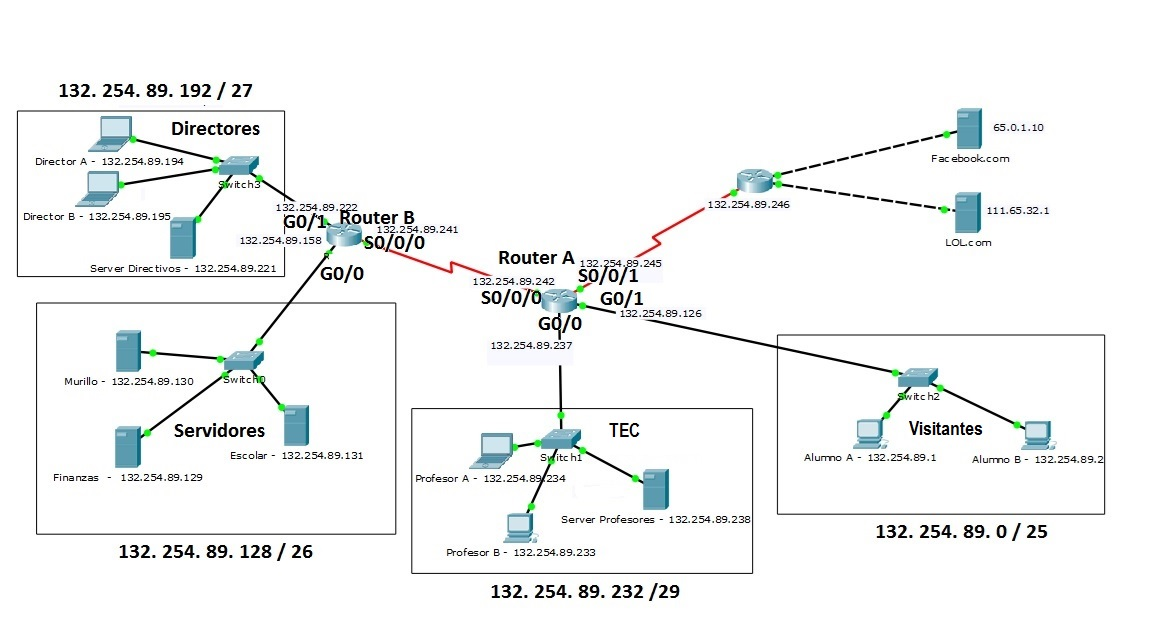 132. 254. 89. 192 / 27
Directores
Director A - 132.254.89.194
Switch3
Director B - 132.254.89.195
Server Directivos - 132.254.89.221
132.254.89.222
G0/1
Router B
132.254.89.241
132.254.89.158
S0/0/0
G0/0
65.0.1.10
Facebook.com
132.254.89.246
111.65.32.1
LOL.com
Router A
132.254.89.245
132.254.89.242
S0/0/1
S0/0/0
G0/1
132.254.89.126
G0/0
132.254.89.237
Murillo - 132.254.89.130
Switch0
Servidores
Escolar - 132.254.89.131
Finanzas - 132.254.89.129
132. 254. 89. 128 / 26
TEC
Switch1
Profesor A - 132.254.89.234
Server Profesores - 132.254.89.238
Profesor B - 132.254.89.233
132. 254. 89. 232 /29
Switch2
Visitantes
Alumno A - 132.254.89.1
Alumno B - 132.254.89.2
132. 254. 89. 0 / 25